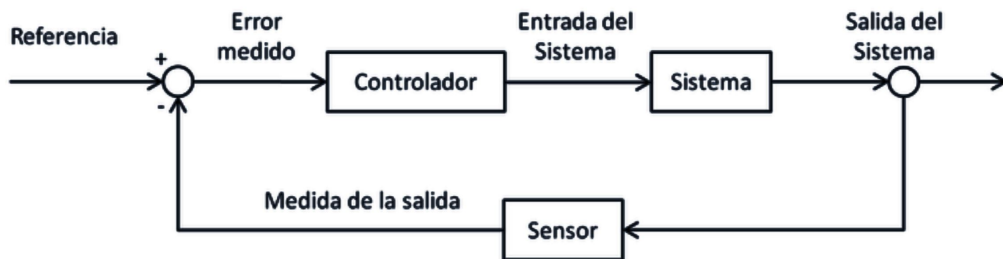 Referencia
+
-
Error
medido
Controlador
Entrada del
Sistema
Sistema
Salida del
Sistema
Medida de la salida
Sensor